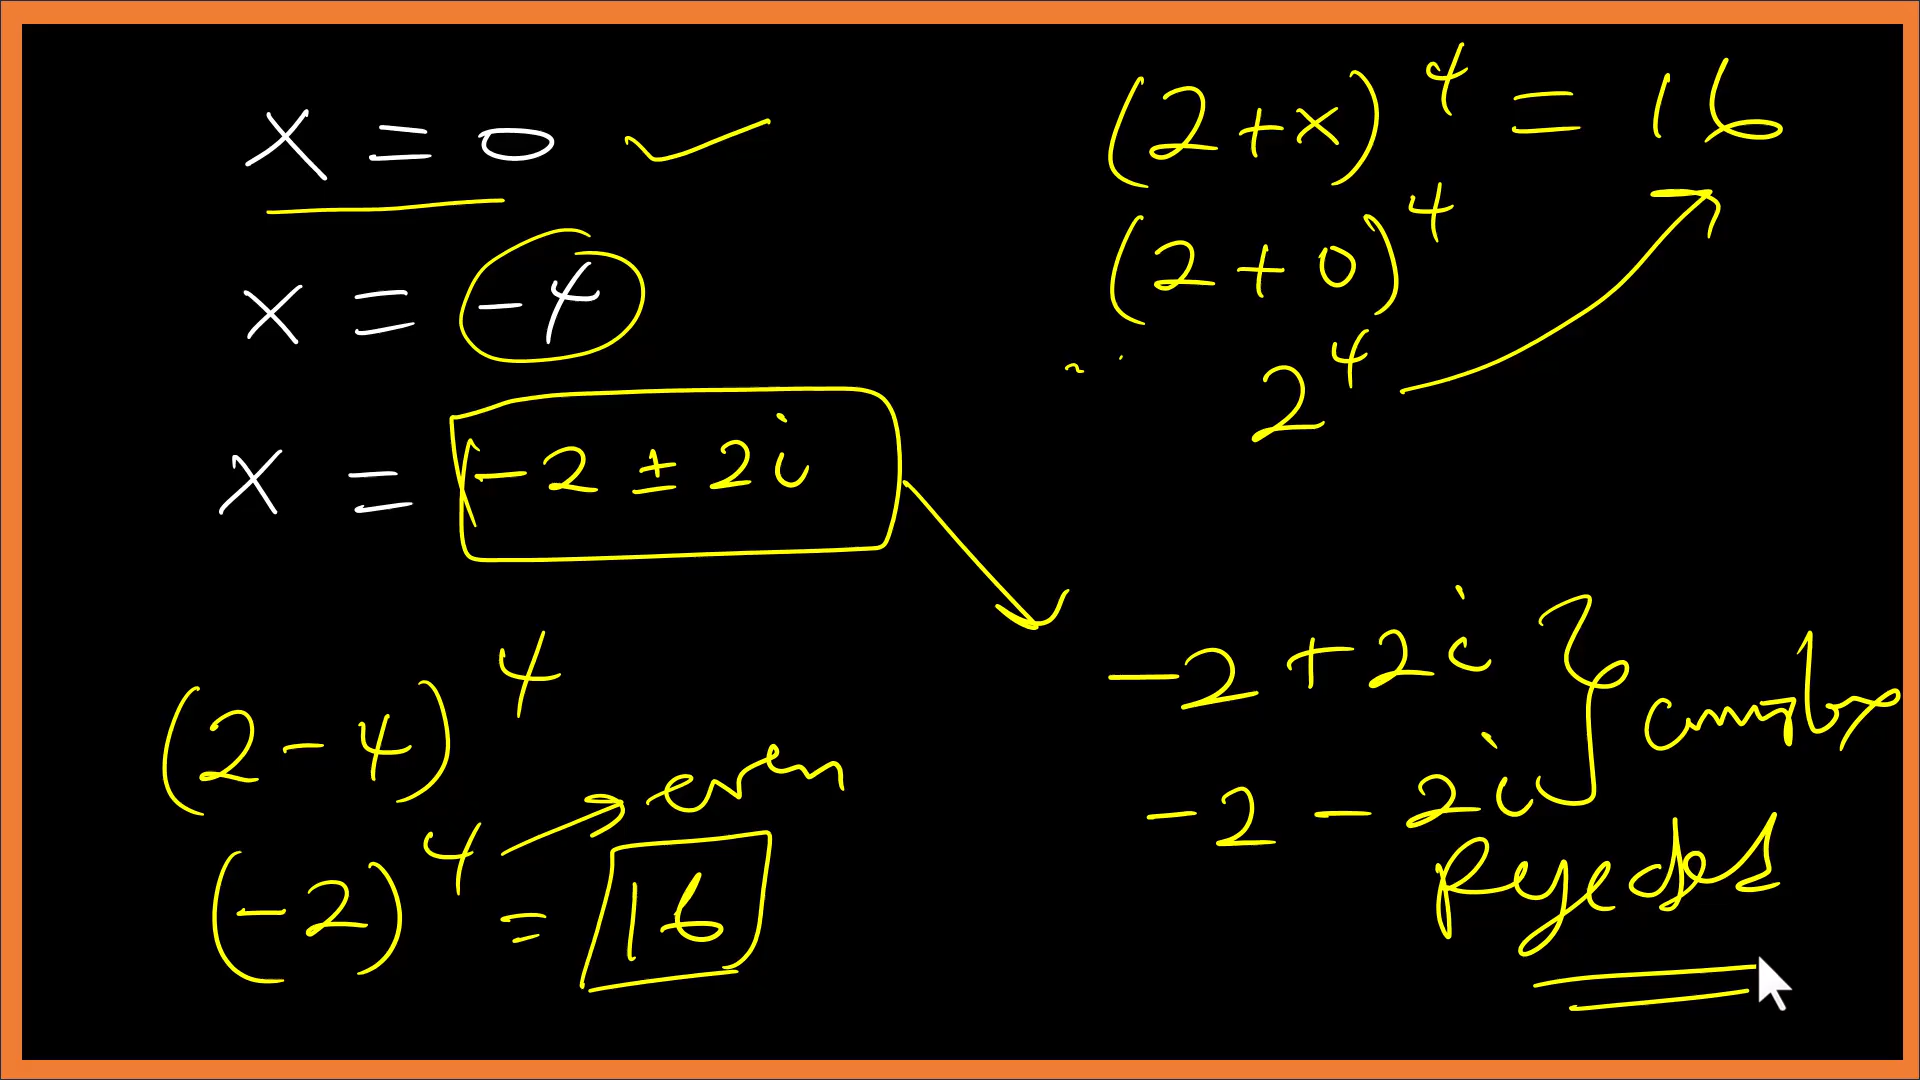 x = 0 ✓
x = -4
x = -2 ± 2i
(2-4)^4
(-2)^4 → even
= 16
(2+x)^4 = 16
(2+0)^4
2^4
-2+2i
-2-2i
complex